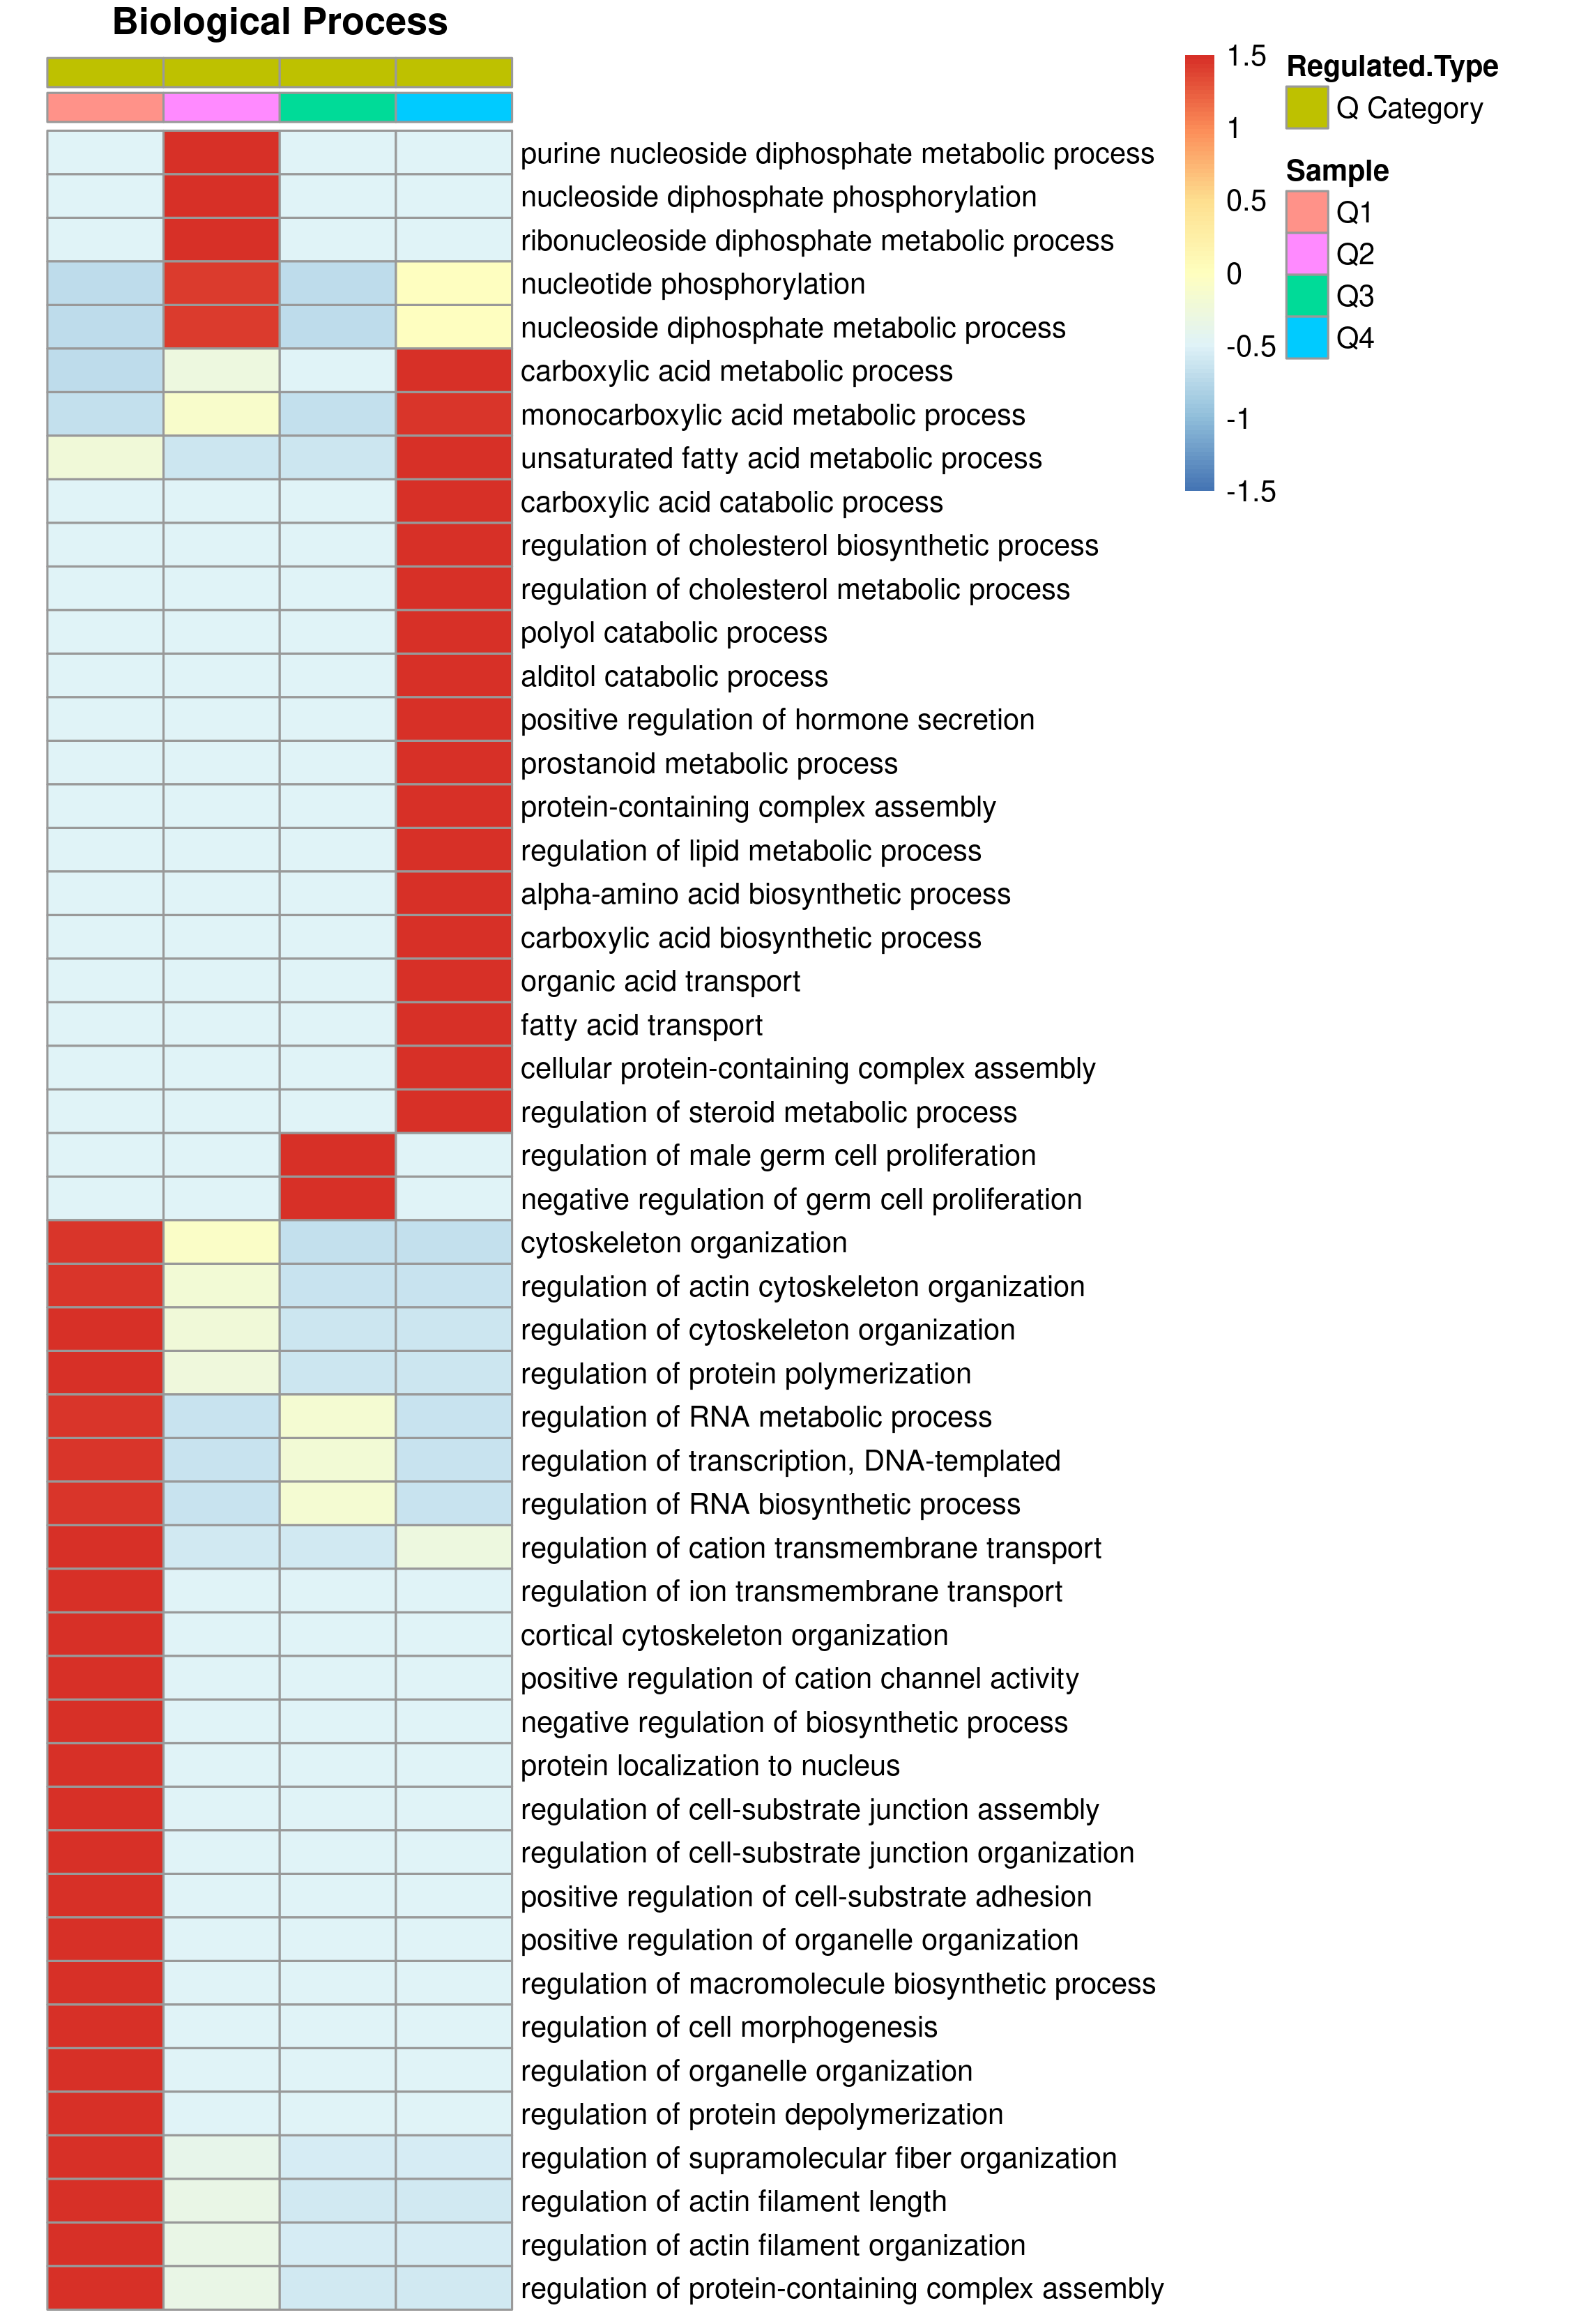 Biological Process
purine nucleoside diphosphate metabolic process
nucleoside diphosphate phosphorylation
ribonucleoside diphosphate metabolic process
nucleotide phosphorylation
nucleoside diphosphate metabolic process
carboxylic acid metabolic process
monocarboxylic acid metabolic process
unsaturated fatty acid metabolic process
carboxylic acid catabolic process
regulation of cholesterol biosynthetic process
regulation of cholesterol metabolic process
polyol catabolic process
alditol catabolic process
positive regulation of hormone secretion
prostanoid metabolic process
protein-containing complex assembly
regulation of lipid metabolic process
alpha-amino acid biosynthetic process
carboxylic acid biosynthetic process
organic acid transport
fatty acid transport
cellular protein-containing complex assembly
regulation of steroid metabolic process
regulation of male germ cell proliferation
negative regulation of germ cell proliferation
cytoskeleton organization
regulation of actin cytoskeleton organization
regulation of cytoskeleton organization
regulation of protein polymerization
regulation of RNA metabolic process
regulation of transcription, DNA-templated
regulation of RNA biosynthetic process
regulation of cation transmembrane transport
regulation of ion transmembrane transport
cortical cytoskeleton organization
positive regulation of cation channel activity
negative regulation of biosynthetic process
protein localization to nucleus
regulation of cell-substrate junction assembly
regulation of cell-substrate junction organization
positive regulation of cell-substrate adhesion
positive regulation of organelle organization
regulation of macromolecule biosynthetic process
regulation of cell morphogenesis
regulation of organelle organization
regulation of protein depolymerization
regulation of supramolecular fiber organization
regulation of actin filament length
regulation of actin filament organization
regulation of protein-containing complex assembly
1.5
1
0.5
0
-0.5
-1
-1.5
Regulated.Type
Q Category
Sample
Q1
Q2
Q3
Q4